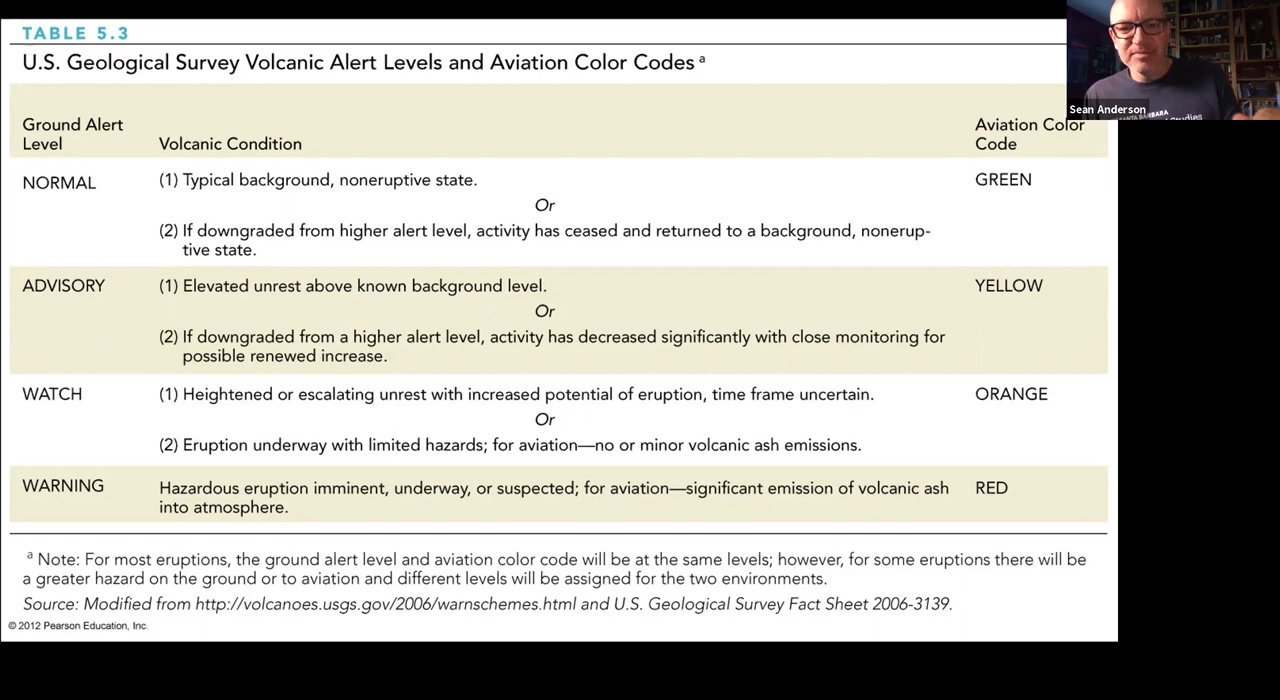 TABLE 5.3
U.S. Geological Survey Volcanic Alert Levels and Aviation Color Codes a
Sean Anderson
SANTA BARBARA
Studies
Ground Alert
Level
Volcanic Condition
Aviation Color
Code
NORMAL
(1) Typical background, noneruptive state.
Or
(2) If downgraded from higher alert level, activity has ceased and returned to a background, nonerup-
tive state.
GREEN
ADVISORY
(1) Elevated unrest above known background level.
Or
(2) If downgraded from a higher alert level, activity has decreased significantly with close monitoring for
possible renewed increase.
YELLOW
WATCH
(1) Heightened or escalating unrest with increased potential of eruption, time frame uncertain.
Or
(2) Eruption underway with limited hazards; for aviation—no or minor volcanic ash emissions.
ORANGE
WARNING
Hazardous eruption imminent, underway, or suspected; for aviation—significant emission of volcanic ash
into atmosphere.
RED
a Note: For most eruptions, the ground alert level and aviation color code will be at the same levels; however, for some eruptions there will be
a greater hazard on the ground or to aviation and different levels will be assigned for the two environments.
Source: Modified from http://volcanoes.usgs.gov/2006/warnschemes.html and U.S. Geological Survey Fact Sheet 2006-3139.
© 2012 Pearson Education, Inc.